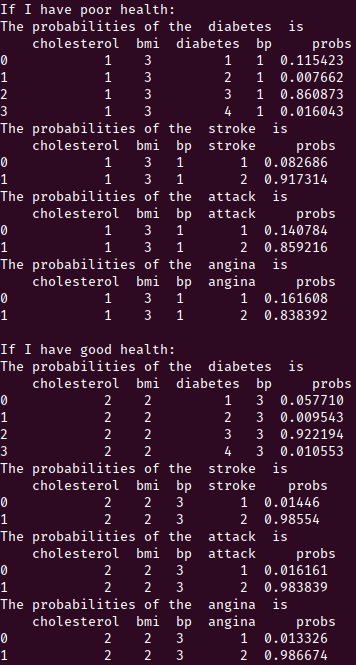 If I have poor health:
The probabilities of the  diabetes  is
    cholesterol  bmi  diabetes  bp     probs
0            1    3         1   1  0.115423
1            1    3         2   1  0.007662
2            1    3         3   1  0.860873
3            1    3         4   1  0.016043
The probabilities of the  stroke  is
    cholesterol  bmi  bp  stroke     probs
0            1    3   1       1  0.082686
1            1    3   1       2  0.917314
The probabilities of the  attack  is
    cholesterol  bmi  bp  attack     probs
0            1    3   1       1  0.140784
1            1    3   1       2  0.859216
The probabilities of the  angina  is
    cholesterol  bmi  bp  angina     probs
0            1    3   1       1  0.161608
1            1    3   1       2  0.838392

If I have good health:
The probabilities of the  diabetes  is
    cholesterol  bmi  diabetes  bp     probs
0            2    2         1   3  0.057710
1            2    2         2   3  0.009543
2            2    2         3   3  0.922194
3            2    2         4   3  0.010553
The probabilities of the  stroke  is
    cholesterol  bmi  bp  stroke    probs
0            2    2   3       1  0.01446
1            2    2   3       2  0.98554
The probabilities of the  attack  is
    cholesterol  bmi  bp  attack     probs
0            2    2   3       1  0.016161
1            2    2   3       2  0.983839
The probabilities of the  angina  is
    cholesterol  bmi  bp  angina     probs
0            2    2   3       1  0.013326
1            2    2   3       2  0.986674